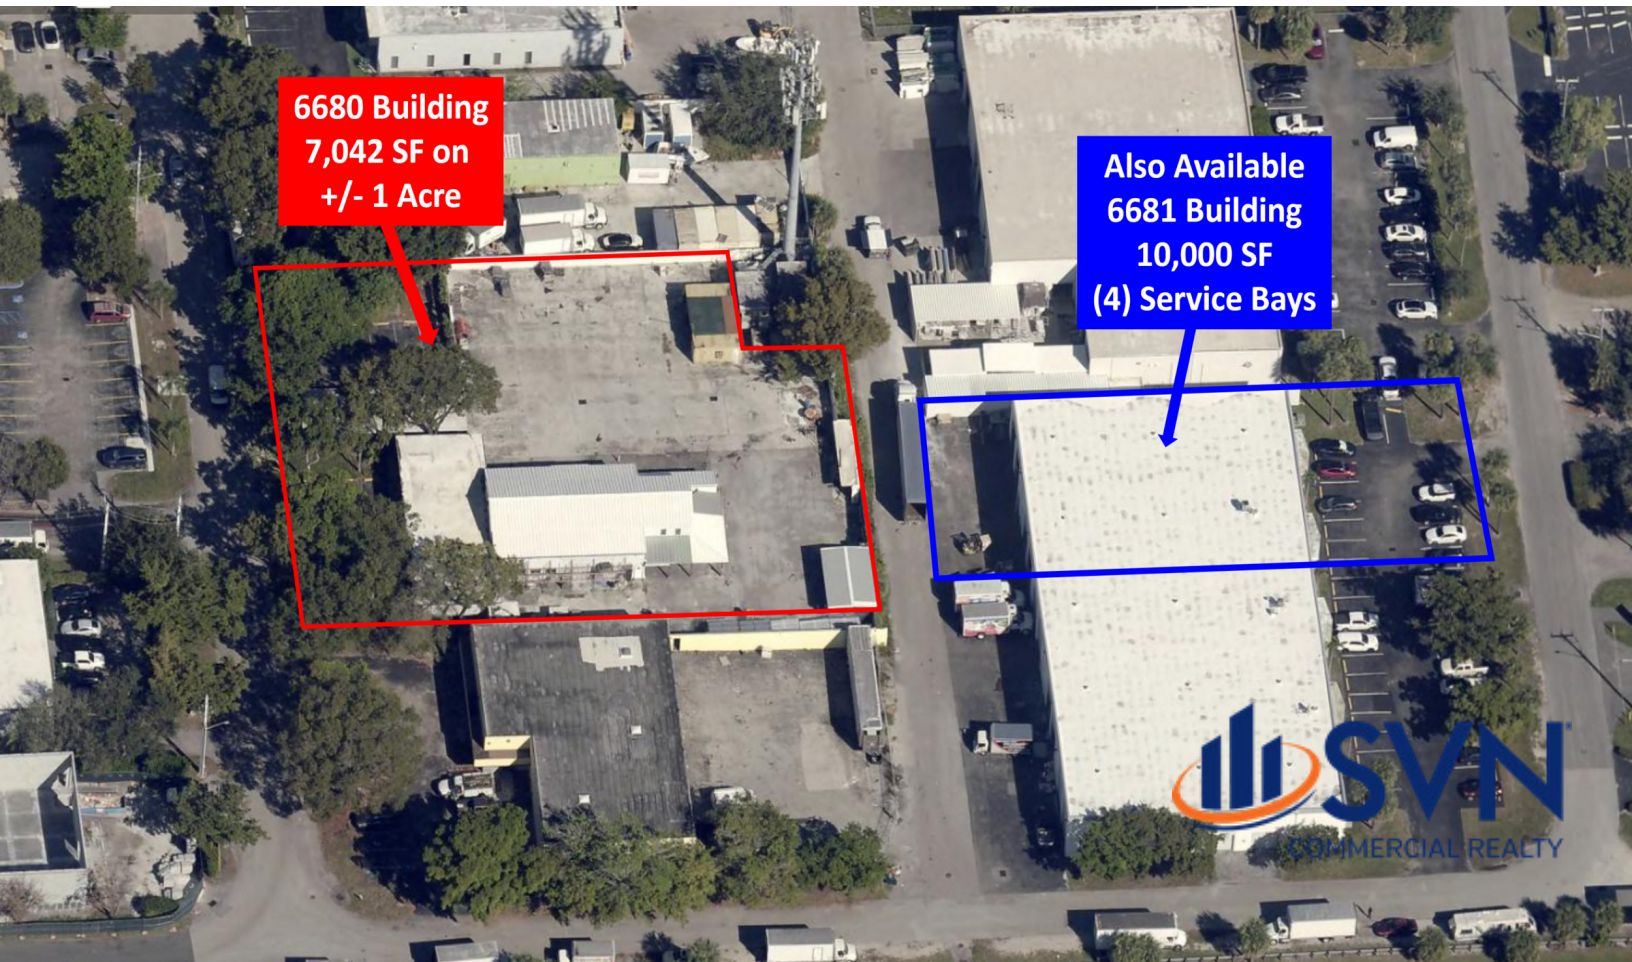 6680 Building
7,042 SF on
+/- 1 Acre
Also Available
6681 Building
10,000 SF
(4) Service Bays
SVN
COMMERCIAL REALTY